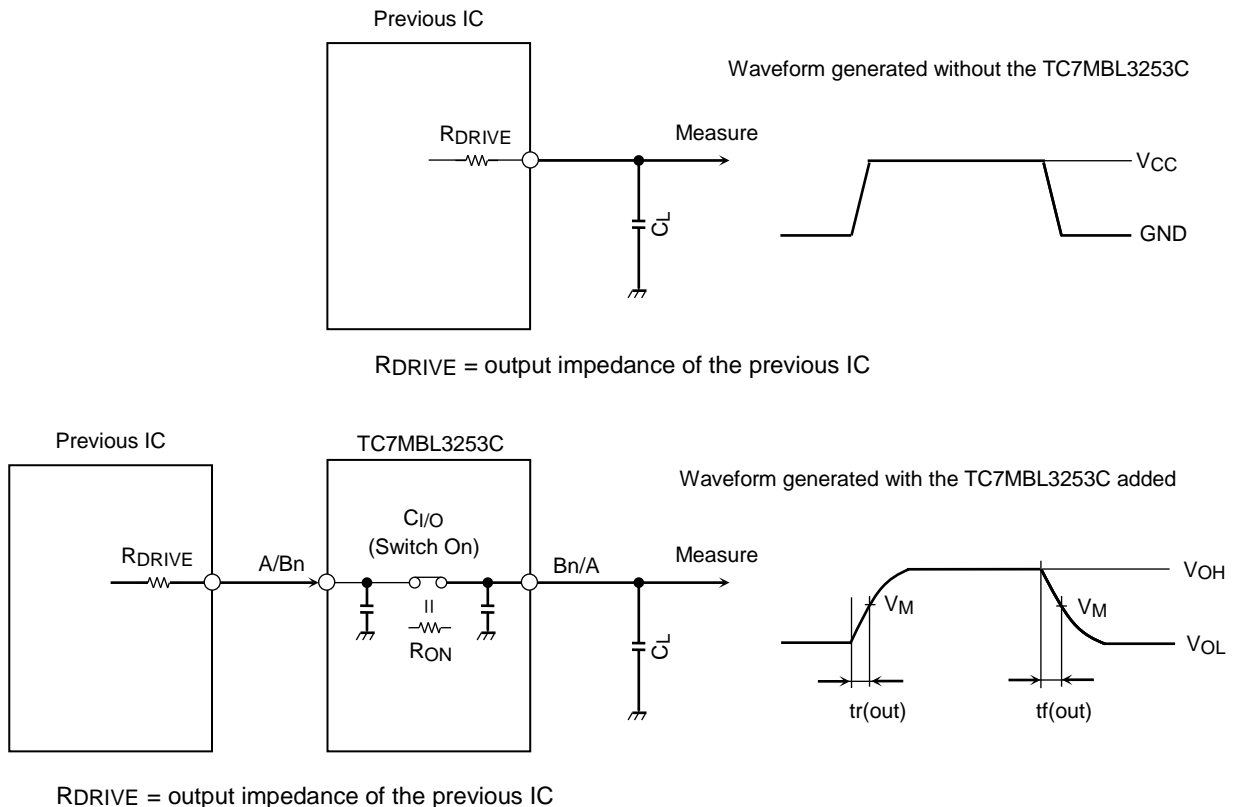 Previous IC
Waveform generated without the TC7MBL3253C
RDRIVE
Measure
CL
VCC
GND
RDRIVE = output impedance of the previous IC
Previous IC
TC7MBL3253C
Waveform generated with the TC7MBL3253C added
CI/O
(Switch On)
RDRIVE
A/Bn
Bn/A
Measure
RON
CL
VOH
VM
VM
VOL
tr(out)
tf(out)
RDRIVE = output impedance of the previous IC